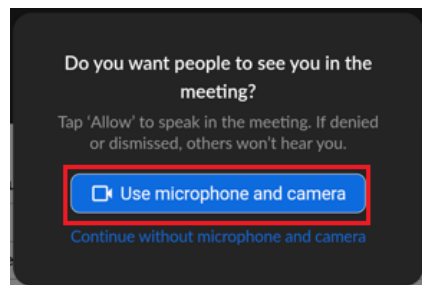 Do you want people to see you in the
meeting?
Tap ‘Allow’ to speak in the meeting. If denied
or dismissed, others won’t hear you.
Use microphone and camera
Continue without microphone and camera